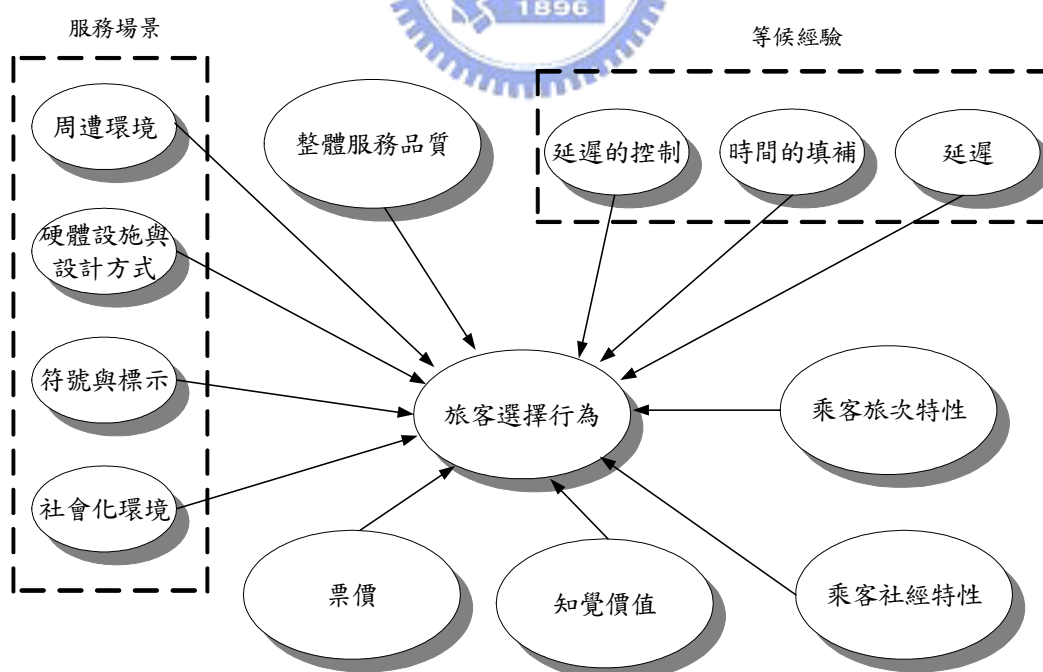 1896
服務場景
等候經驗
周遭環境
整體服務品質
延遲的控制
時間的填補
延遲
硬體設施與
設計方式
符號與標示
旅客選擇行為
乘客旅次特性
社會化環境
票價
知覺價值
乘客社經特性